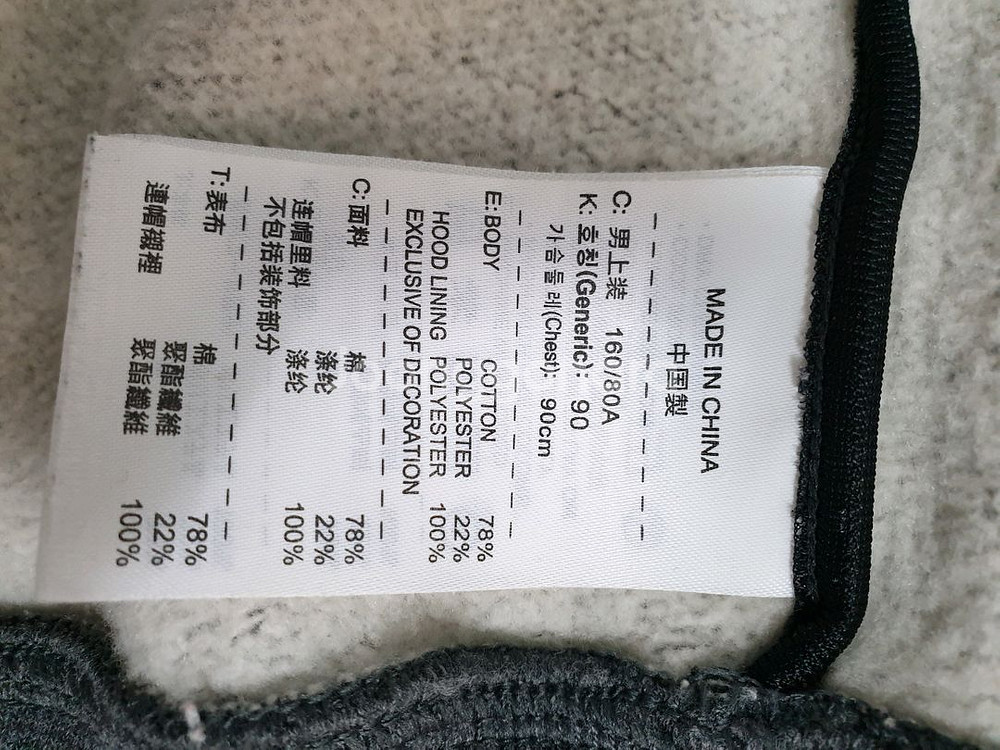 MADE IN CHINA
中国製
C: 男上装 160/80A
K: 호칭(Generic): 90
가슴둘레(Chest): 90cm
E: BODY COTTON 78%
POLYESTER 22%
HOOD LINING POLYESTER 100%
EXCLUSIVE OF DECORATION
C: 面料 棉 78%
涤纶 22%
连帽里料 涤纶 100%
不包括装饰部分
T: 表布 棉 78%
聚酯纖維 22%
連帽襯裡 聚酯纖維 100%